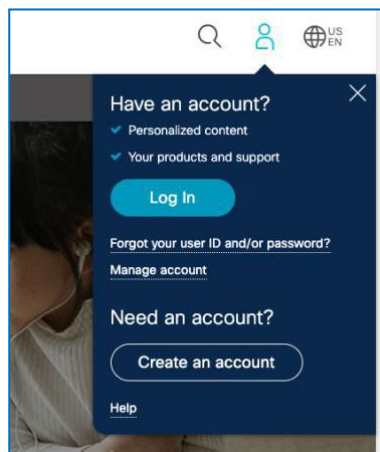 US
EN
Have an account?
Personalized content
Your products and support
Log In
Forgot your user ID and/or password?
Manage account
Need an account?
Create an account
Help